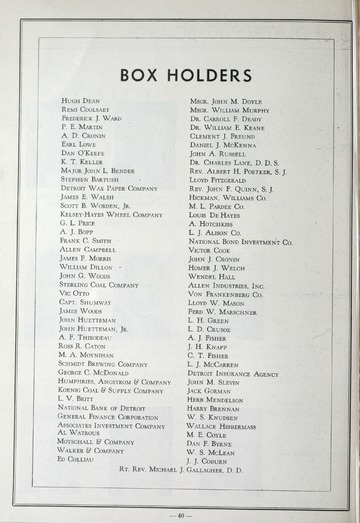 BOX HOLDERS
Hugh Dean
Remi Coolsaet
Frederick J. Ward
P. E. Martin
A. D. Cronin
Earl Lowe
Dan O'Keefe
K. T. Keller
Major John L. Bender
Stephen Bartush
Detroit Wax Paper Company
James E. Walsh
Scott B. Worden, Jr.
Kelsey-Hayes Wheel Company
G. L. Price
A. J. Bopp
Frank C. Smith
Allen Campbell
James P. Morris
William Dillon
John G. Woods
Sterling Coal Company
Vic Otto
Capt. Shumway
James Woods
John Huetteman
John Huetteman, Jr.
A. F. Thibodeau
Ross R. Caton
M. A. Moynihan
Schmidt Brewing Company
George C. McDonald
Humphries, Angstrom & Company
Koenig Coal & Supply Company
L. V. Britt
National Bank of Detroit
General Finance Corporation
Associates Investment Company
Al Watrous
Mothchall & Company
Walker & Company
Ed Colliau
Msgr. John M. Doyle
Msgr. William Murphy
Dr. Carroll F. Deady
Dr. William E. Keane
Clement J. Freund
Daniel J. McKenna
John A. Russell
Dr. Charles Lane, D. D. S.
Rev. Albert H. Poetker, S. J.
Lloyd Fitzgerald
Rev. John F. Quinn, S. J.
Hickman, Williams Co.
M. L. Pardee Co.
Louis De Hayes
A. Hotchkiss
L. J. Alison Co.
National Bond Investment Co.
Victor Cook
John J. Cronin
Homer J. Welch
Wendel Hall
Allen Industries, Inc.
Von Frankenberg Co.
Lloyd W. Mason
Ferd W. Marschner
L. H. Green
L. D. Crusoe
A. J. Fisher
J. H. Knapp
C. T. Fisher
L. J. McCarren
Detroit Insurance Agency
John M. Slevin
Jack Gorman
Herb Mendelson
Harry Brennan
W. S. Knudsen
Wallace Hibbermass
M. E. Coyle
Dan F. Byrne
W. S. McLean
J. J. Coburn
Rt. Rev. Michael J. Gallagher, D. D.
— 40 —